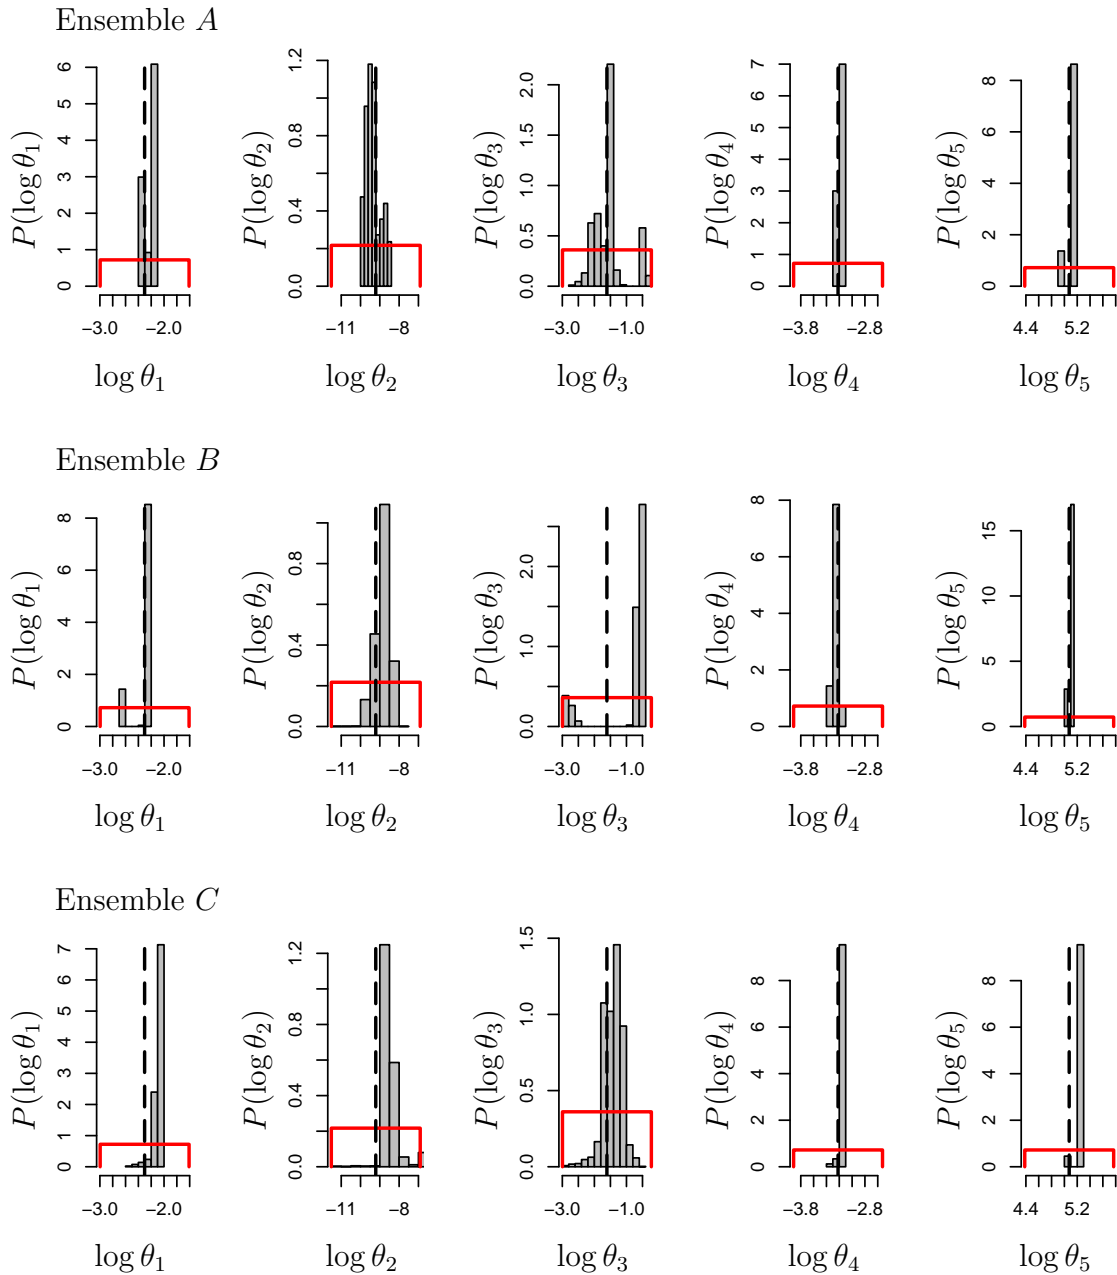 Ensemble A
P(log θ₁)
0 1 2 3 4 5 6
−3.0 −2.0
log θ₁
P(log θ₂)
0.0 0.4 0.8 1.2
−11 −8
log θ₂
P(log θ₃)
0.0 0.5 1.0 1.5 2.0
−3.0 −1.0
log θ₃
P(log θ₄)
0 1 2 3 4 5 6 7
−3.8 −2.8
log θ₄
P(log θ₅)
0 2 4 6 8
4.4 5.2
log θ₅
Ensemble B
P(log θ₁)
0 2 4 6 8
−3.0 −2.0
log θ₁
P(log θ₂)
0.0 0.4 0.8
−11 −8
log θ₂
P(log θ₃)
0.0 1.0 2.0
−3.0 −1.0
log θ₃
P(log θ₄)
0 2 4 6 8
−3.8 −2.8
log θ₄
P(log θ₅)
0 5 10 15
4.4 5.2
log θ₅
Ensemble C
P(log θ₁)
0 1 2 3 4 5 6 7
−3.0 −2.0
log θ₁
P(log θ₂)
0.0 0.4 0.8 1.2
−11 −8
log θ₂
P(log θ₃)
0.0 0.5 1.0 1.5
−3.0 −1.0
log θ₃
P(log θ₄)
0 2 4 6 8
−3.8 −2.8
log θ₄
P(log θ₅)
0 2 4 6 8
4.4 5.2
log θ₅